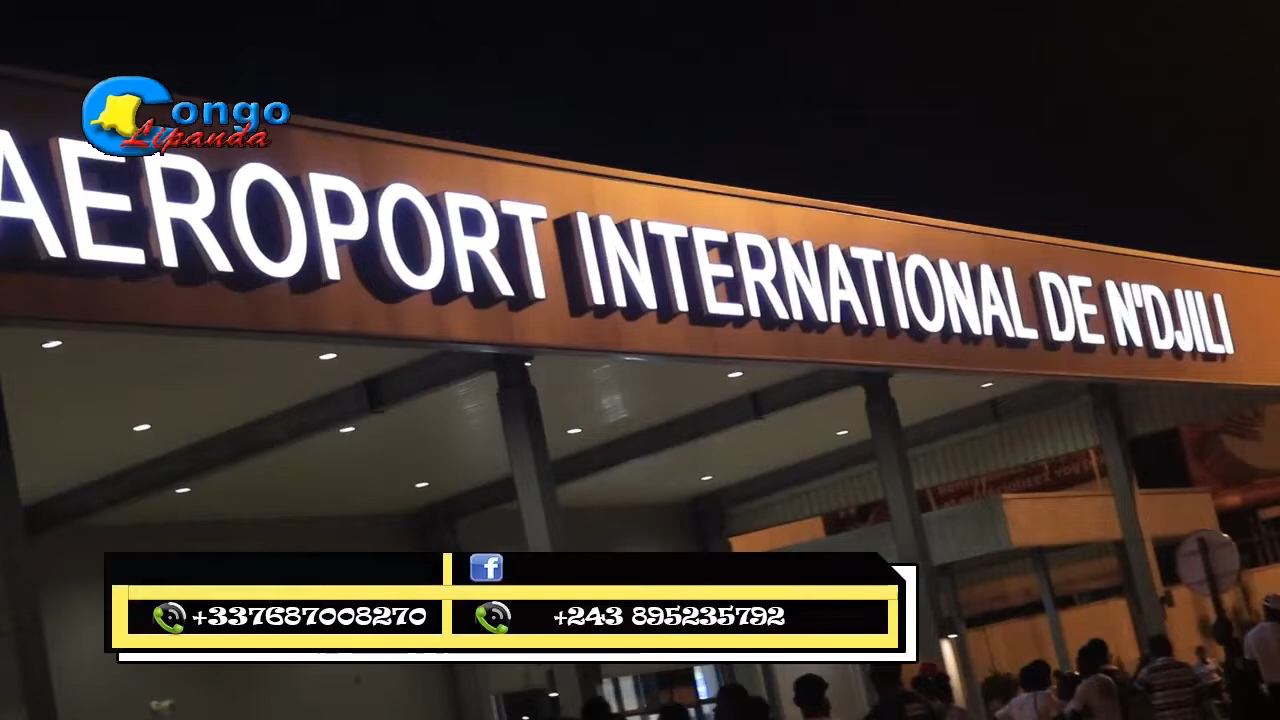 Congo
Lipanda
AEROPORT INTERNATIONAL DE N'DJILI
+337687008270
+243 895235792